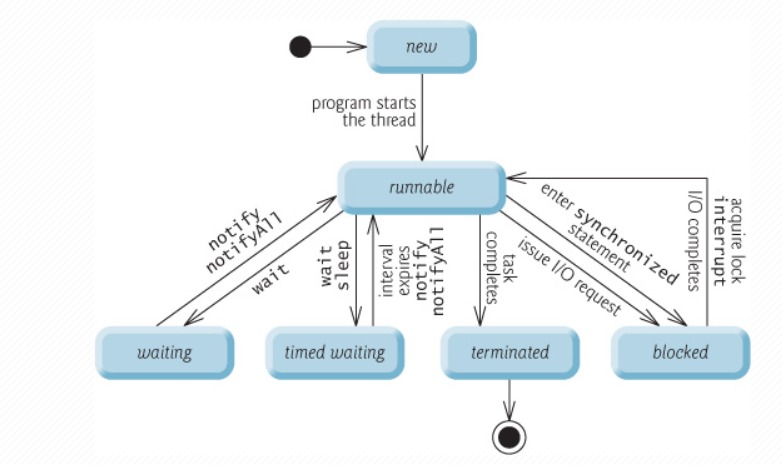 new
program starts
the thread
runnable
notify
notifyAll
wait
wait
sleep
interval
expires
notify
notifyAll
task
completes
enter synchronized
statement
issue I/O request
I/O completes
interrupt
acquire lock
waiting
timed waiting
terminated
blocked